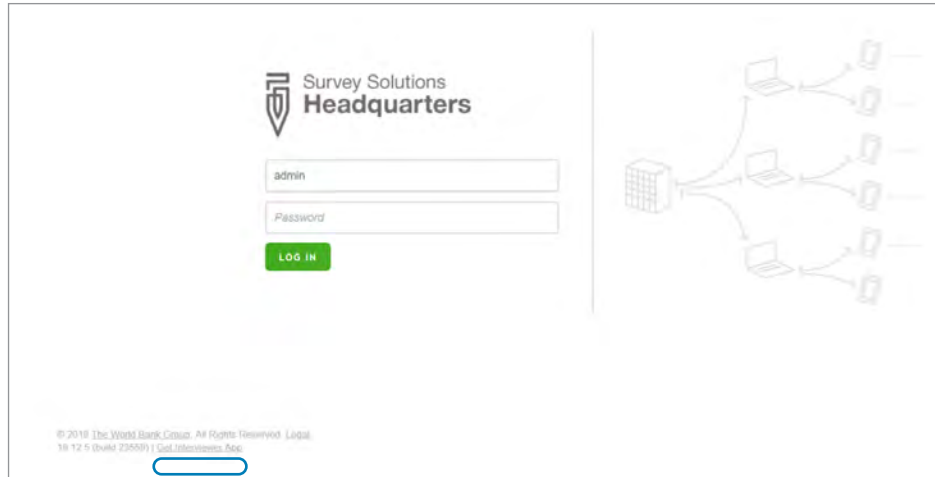 Survey Solutions
Headquarters
admin
Password
LOG IN
© 2018 The World Bank Group. All Rights Reserved. Legal.
18.12.5 (build 23559) | Get Interviewer App